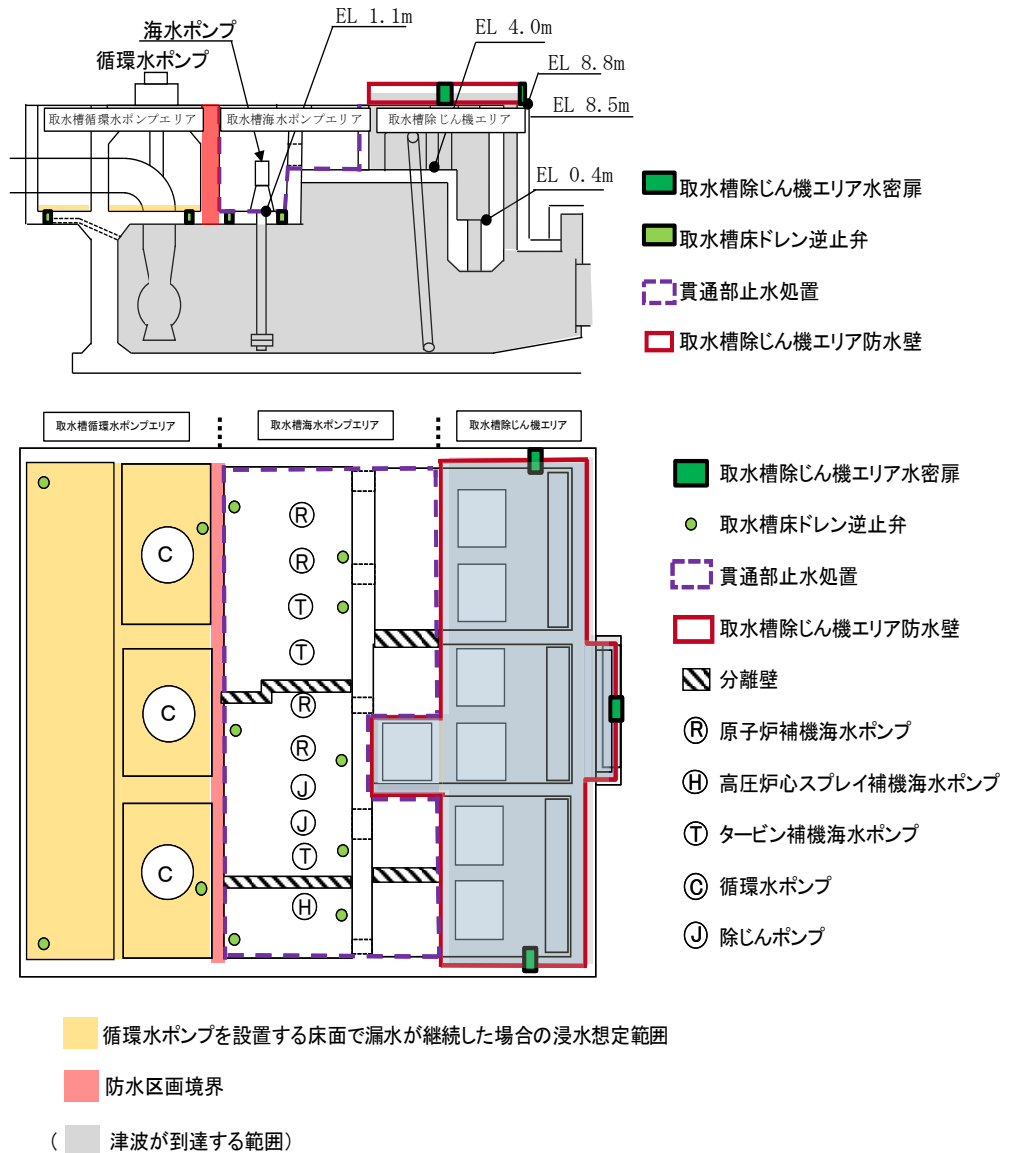 EL 1.1m
海水ポンプ
EL 4.0m
循環水ポンプ
EL 8.8m
EL 8.5m
取水槽循環水ポンプエリア
取水槽海水ポンプエリア
取水槽除じん機エリア
EL 0.4m
取水槽除じん機エリア水密扉
取水槽床ドレン逆止弁
貫通部止水処置
取水槽除じん機エリア防水壁
取水槽循環水ポンプエリア
取水槽海水ポンプエリア
取水槽除じん機エリア
C
C
C
R
R
T
T
R
R
J
J
T
H
取水槽除じん機エリア水密扉
取水槽床ドレン逆止弁
貫通部止水処置
取水槽除じん機エリア防水壁
分離壁
R 原子炉補機海水ポンプ
H 高圧炉心スプレイ補機海水ポンプ
T タービン補機海水ポンプ
C 循環水ポンプ
J 除じんポンプ
循環水ポンプを設置する床面で漏水が継続した場合の浸水想定範囲
防水区画境界
( 津波が到達する範囲)